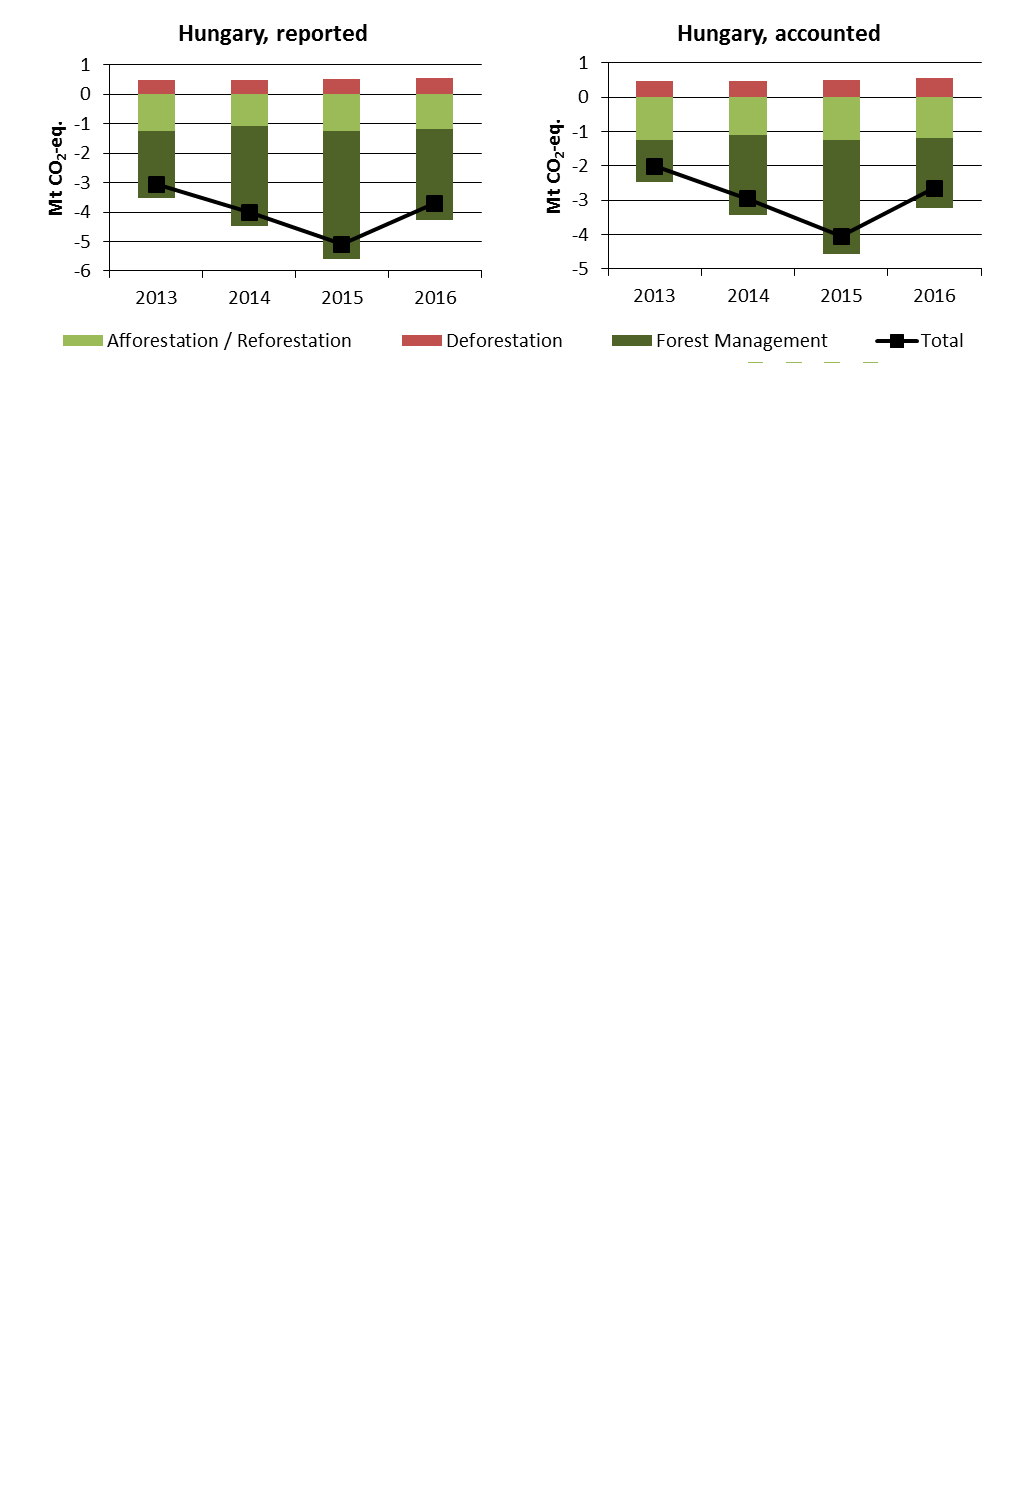 Hungary, reported
Mt CO₂-eq.
1
0
-1
-2
-3
-4
-5
-6
2013 2014 2015 2016
Hungary, accounted
Mt CO₂-eq.
1
0
-1
-2
-3
-4
-5
2013 2014 2015 2016
Afforestation / Reforestation Deforestation Forest Management Total